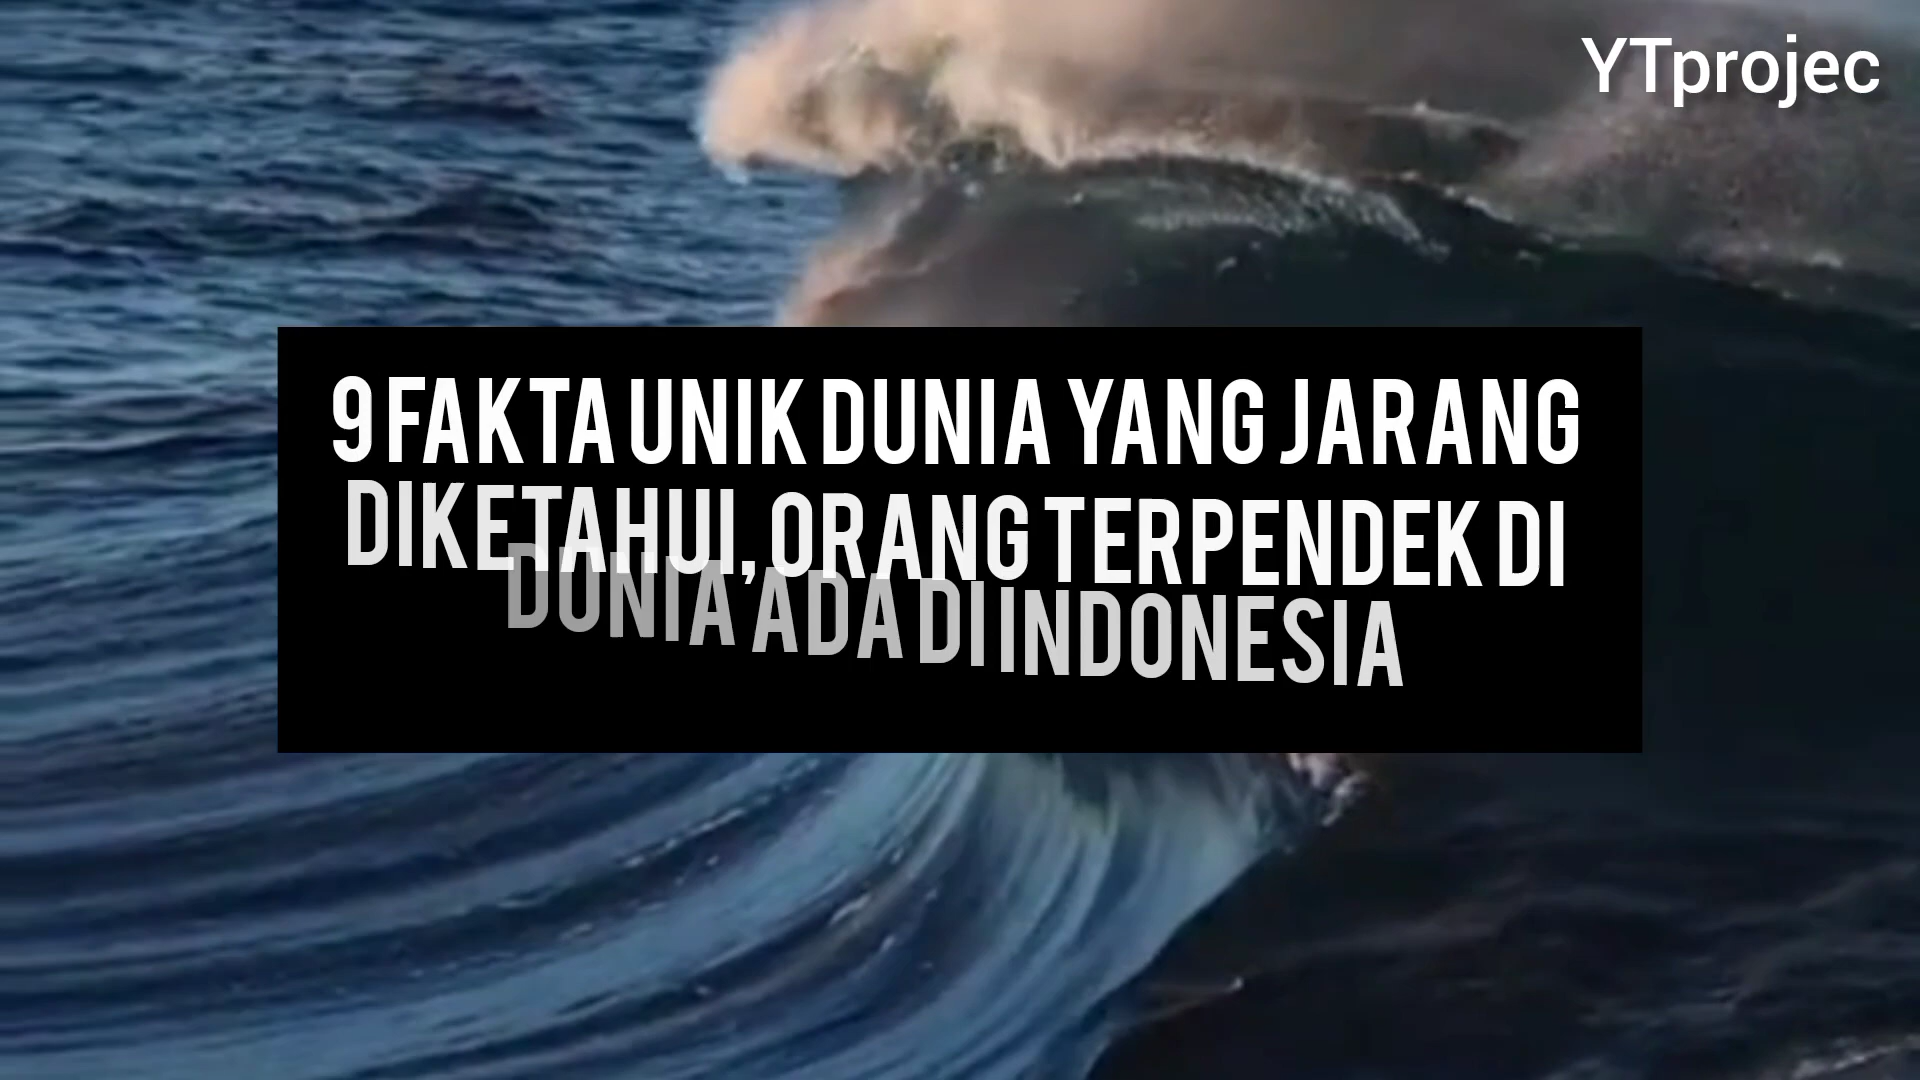 YTprojec
9 FAKTA UNIK DUNIA YANG JARANG
DIKETAHUI, ORANG TERPENDEK DI
DUNIA ADA DI INDONESIA